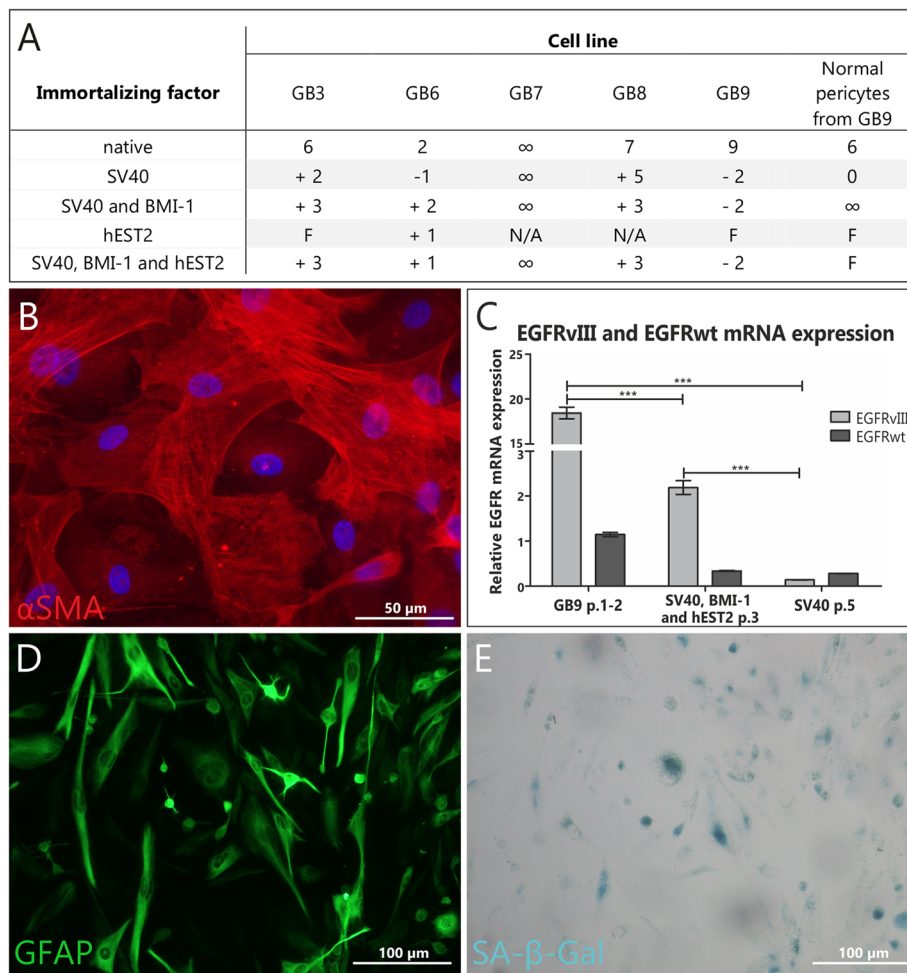 A
Cell line
Immortalizing factor GB3 GB6 GB7 GB8 GB9 Normal
pericytes
from GB9
native 6 2 ∞ 7 9 6
SV40 + 2 -1 ∞ + 5 - 2 0
SV40 and BMI-1 + 3 + 2 ∞ + 3 - 2 ∞
hEST2 F + 1 N/A N/A F F
SV40, BMI-1 and hEST2 + 3 + 1 ∞ + 3 - 2 F
B
αSMA
50 µm
C
EGFRvIII and EGFRwt mRNA expression
Relative EGFR mRNA expression
25
20
15
3
2
1
0
***
***
***
EGFRvIII
EGFRwt
GB9 p.1-2
SV40, BMI-1
and hEST2 p.3
SV40 p.5
D
GFAP
100 µm
E
SA-β-Gal
100 µm